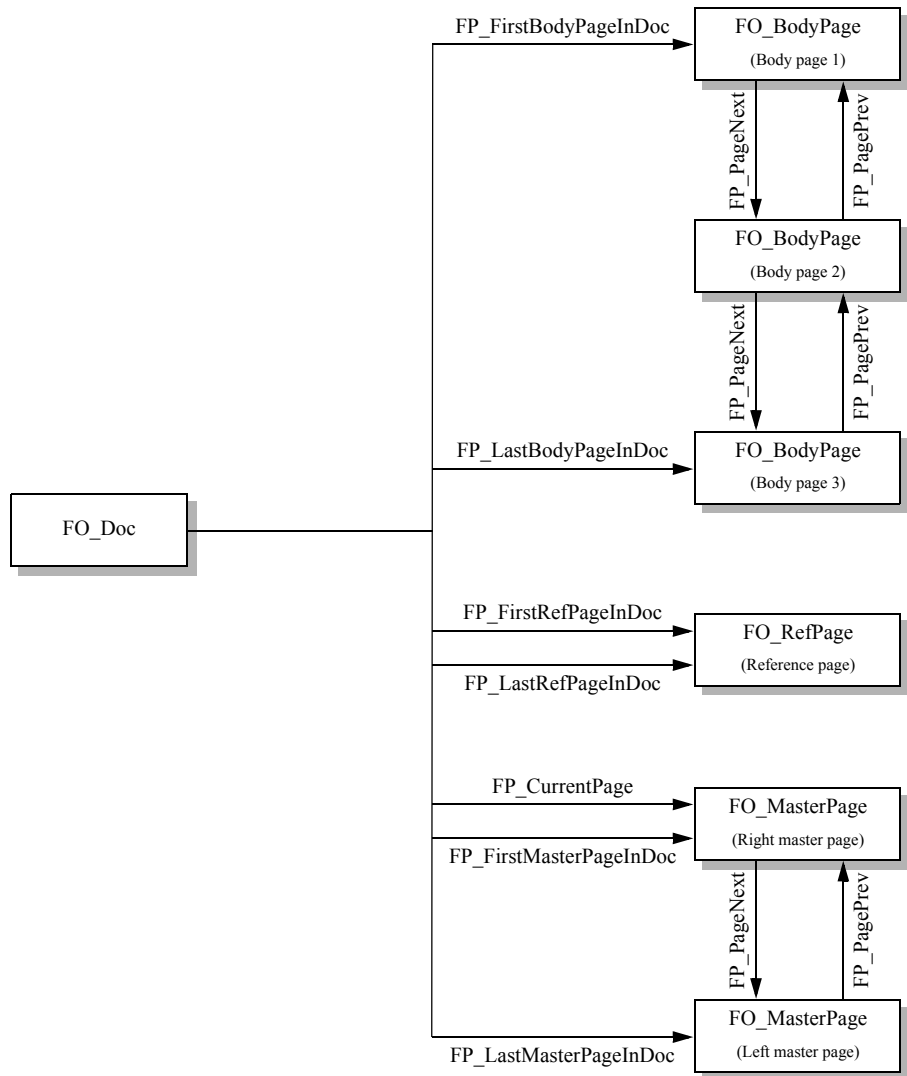 FP_FirstBodyPageInDoc
FO_BodyPage
(Body page 1)
FP_PageNext
FP_PagePrev
FO_BodyPage
(Body page 2)
FP_PageNext
FP_PagePrev
FP_LastBodyPageInDoc
FO_BodyPage
(Body page 3)
FO_Doc
FP_FirstRefPageInDoc
FO_RefPage
(Reference page)
FP_LastRefPageInDoc
FP_CurrentPage
FO_MasterPage
(Right master page)
FP_FirstMasterPageInDoc
FP_PageNext
FP_PagePrev
FO_MasterPage
(Left master page)
FP_LastMasterPageInDoc